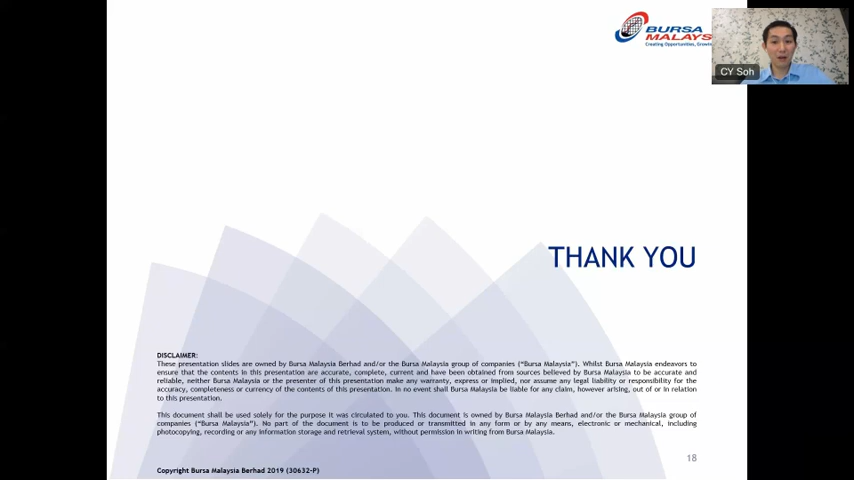 BURSA
MALAYS
Creating Opportunities, Growin
CY Soh
THANK YOU
DISCLAIMER:
These presentation slides are owned by Bursa Malaysia Berhad and/or the Bursa Malaysia group of companies (“Bursa Malaysia”). Whilst Bursa Malaysia endeavors to
ensure that the contents in this presentation are accurate, complete, current and have been obtained from sources believed by Bursa Malaysia to be accurate and
reliable, neither Bursa Malaysia or the presenter of this presentation make any warranty, express or implied, nor assume any legal liability or responsibility for the
accuracy, completeness or currency of the contents of this presentation. In no event shall Bursa Malaysia be liable for any claim, however arising, out of or in relation
to this presentation.
This document shall be used solely for the purpose it was circulated to you. This document is owned by Bursa Malaysia Berhad and/or the Bursa Malaysia group of
companies (“Bursa Malaysia”). No part of the document is to be produced or transmitted in any form or by any means, electronic or mechanical, including
photocopying, recording or any information storage and retrieval system, without permission in writing from Bursa Malaysia.
18
Copyright Bursa Malaysia Berhad 2019 (30632-P)